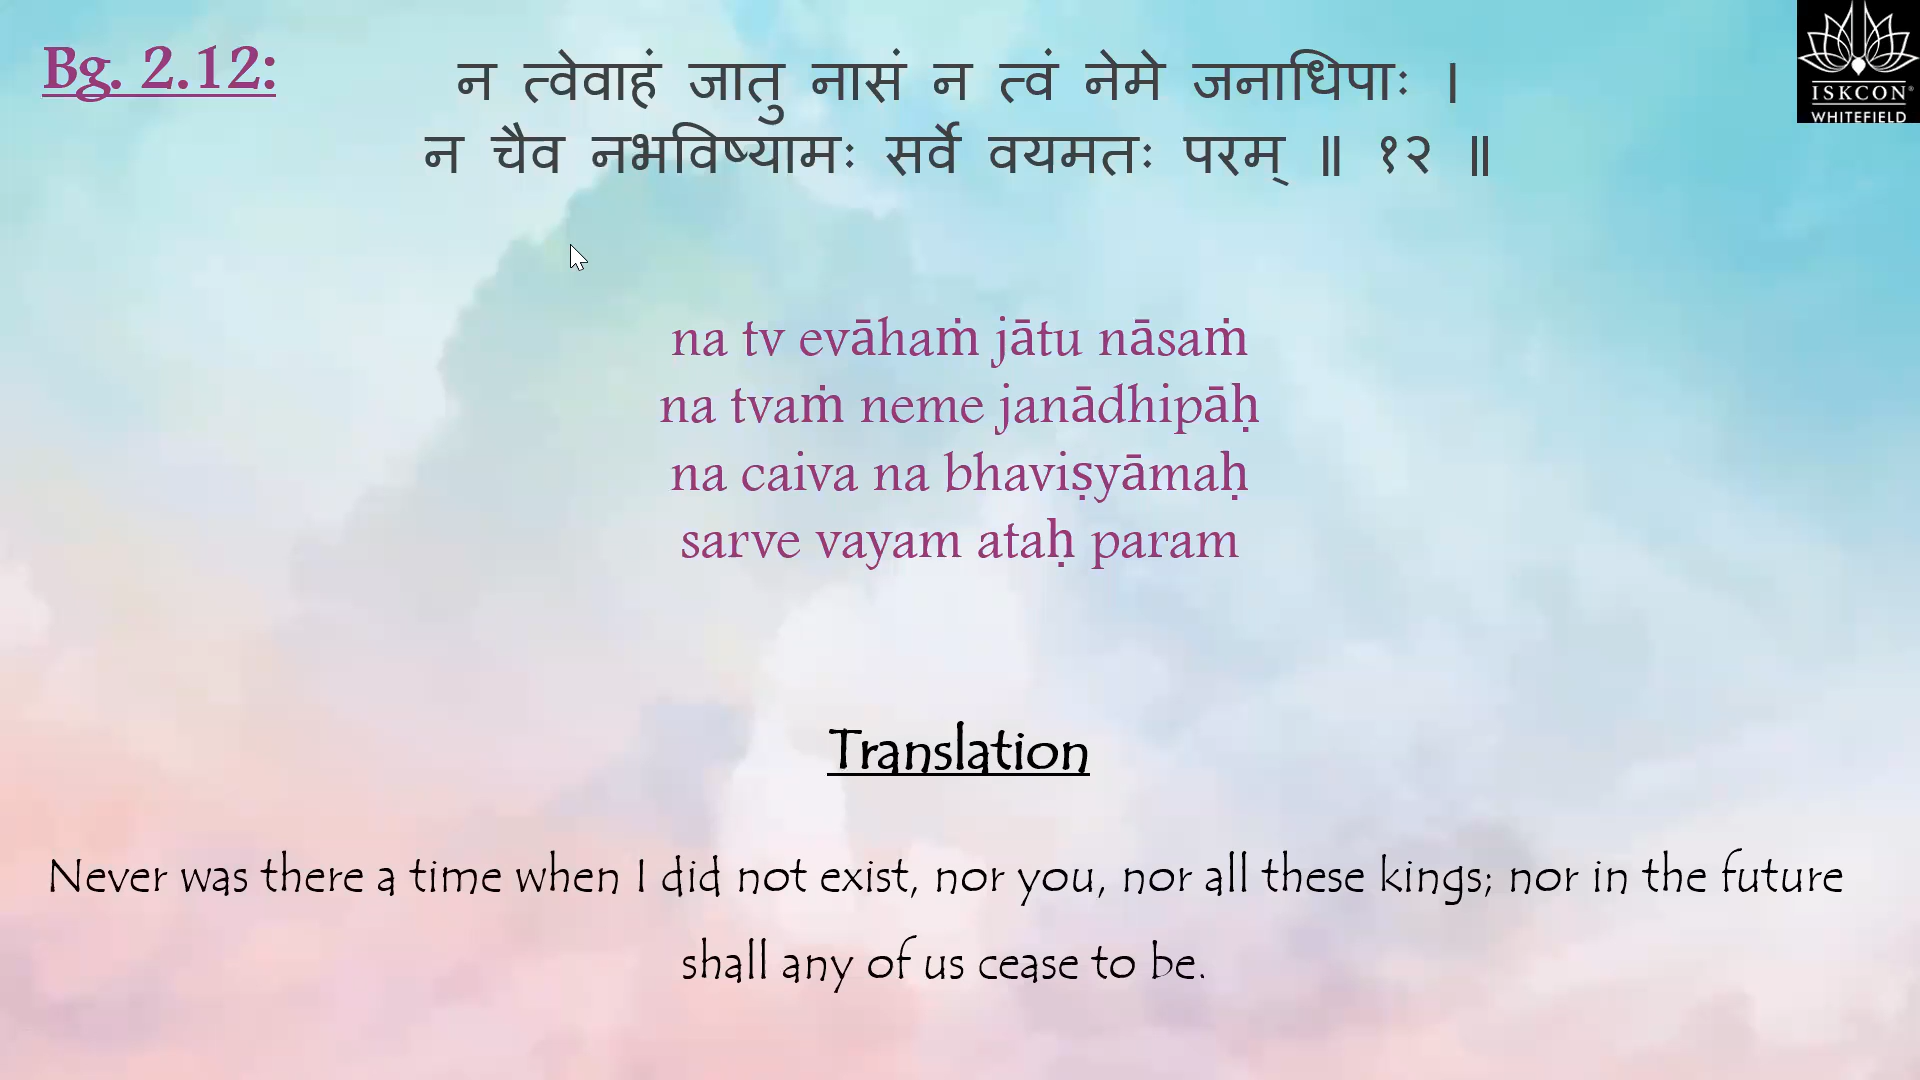 Bg. 2.12:
न त्वेवाहं जातु नासं न त्वं नेमे जनाधिपाः ।
न चैव नभविष्यामः सर्वे वयमतः परम् ॥ १२ ॥
ISKCON®
WHITEFIELD
na tv evāhaṁ jātu nāsaṁ
na tvaṁ neme janādhipāḥ
na caiva na bhaviṣyāmaḥ
sarve vayam ataḥ param
Translation
Never was there a time when I did not exist, nor you, nor all these kings; nor in the future
shall any of us cease to be.